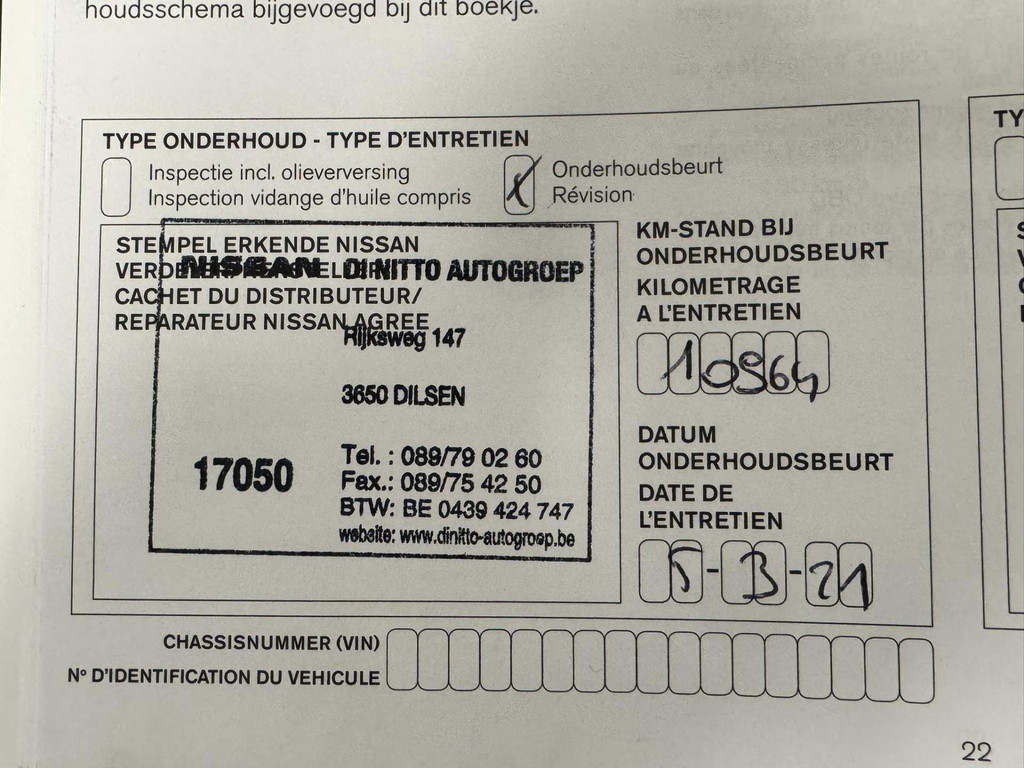 houdsschema bijgevoegd bij dit boekje.
TYPE ONDERHOUD - TYPE D'ENTRETIEN
Inspectie incl. olieverversing
Inspection vidange d'huile compris
X Onderhoudsbeurt
Révision
STEMPEL ERKENDE NISSAN
CACHET DU DISTRIBUTEUR/
REPARATEUR NISSAN AGREE
NISSAN DI NITTO AUTOGROEP
Rijksweg 147
3650 DILSEN
17050
Tel. : 089/79 02 60
Fax.: 089/75 42 50
BTW: BE 0439 424 747
website: www.dinitto-autogroep.be
KM-STAND BIJ
ONDERHOUDSBEURT
KILOMETRAGE
A L'ENTRETIEN
10964
DATUM
ONDERHOUDSBEURT
DATE DE
L'ENTRETIEN
5-3-21
CHASSISNUMMER (VIN)
Nº D'IDENTIFICATION DU VEHICULE
TY
22